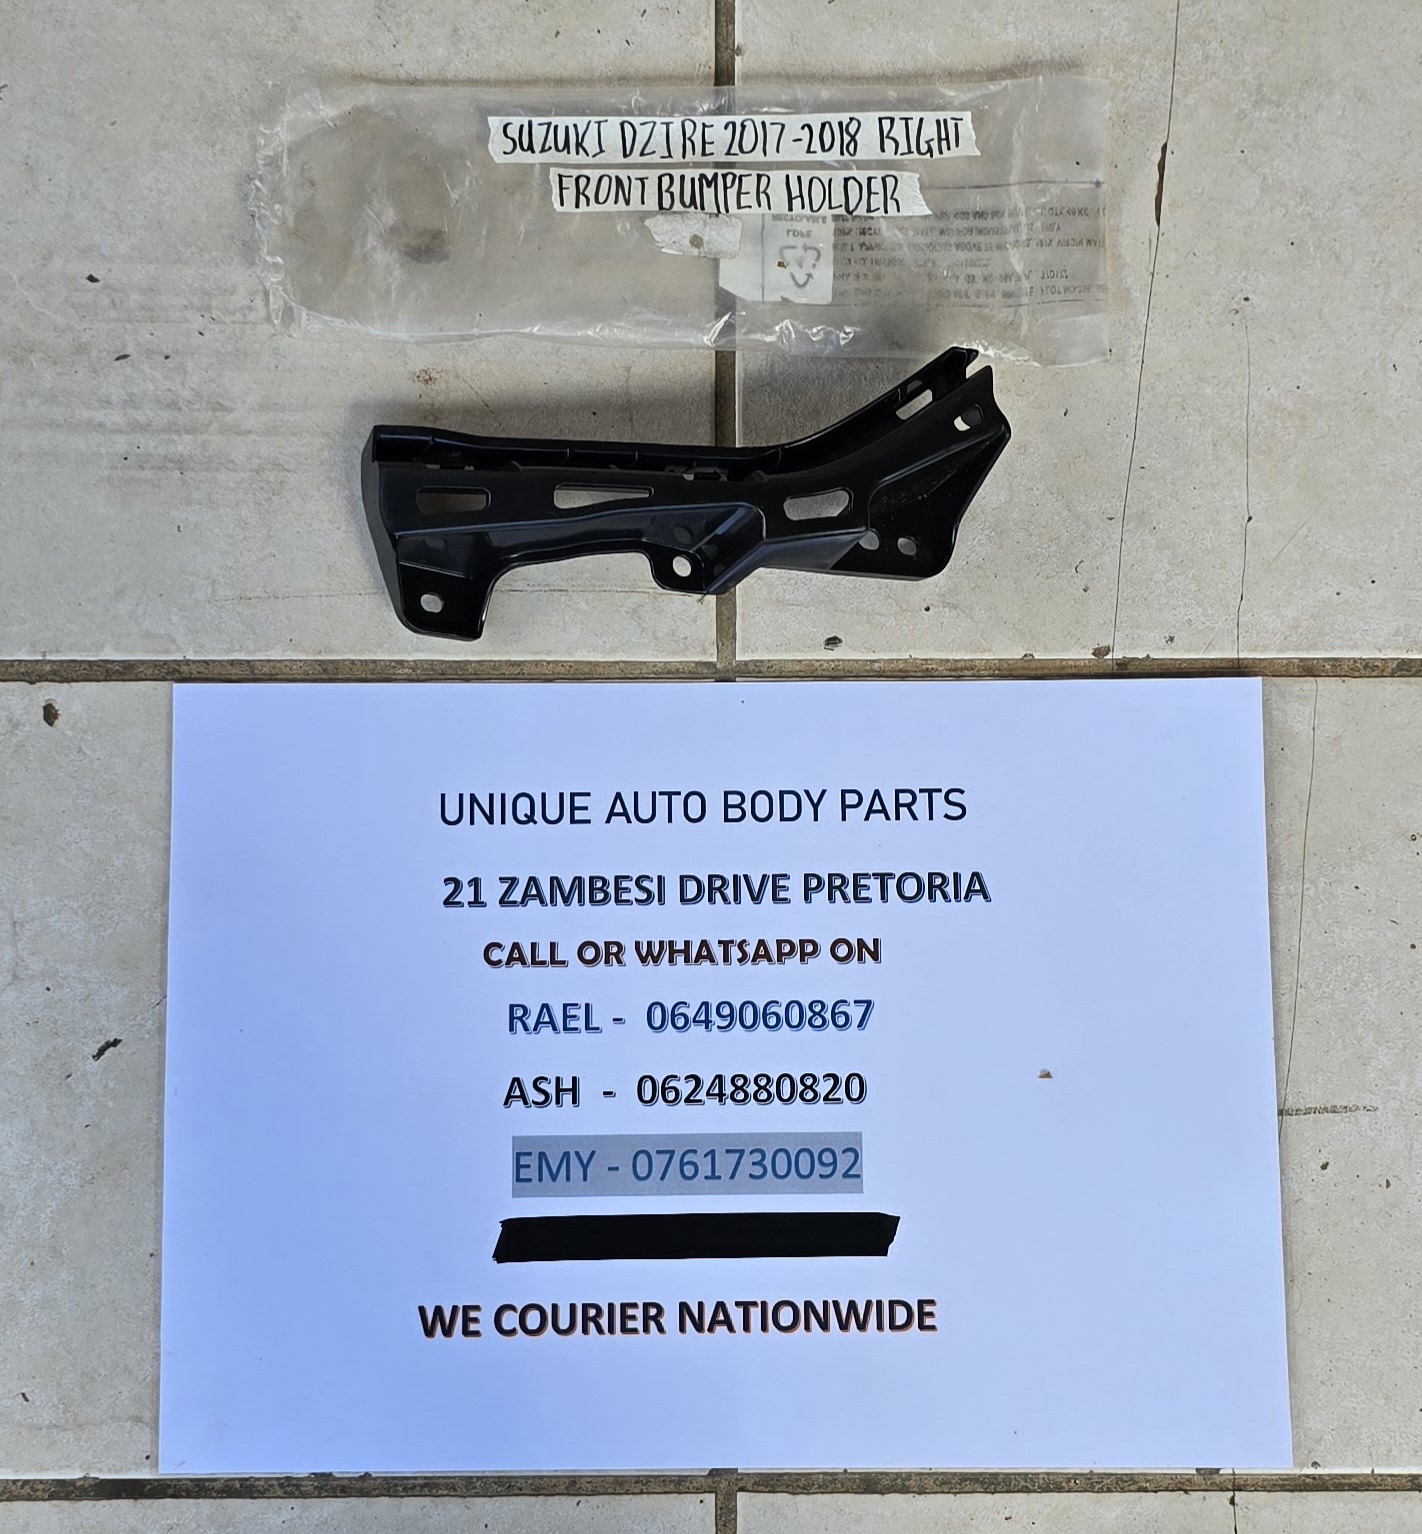 SUZUKI DZIRE 2017-2018 RIGHT
FRONT BUMPER HOLDER
LDPE
UNIQUE AUTO BODY PARTS
21 ZAMBESI DRIVE PRETORIA
CALL OR WHATSAPP ON
RAEL - 0649060867
ASH - 0624880820
EMY - 0761730092
WE COURIER NATIONWIDE